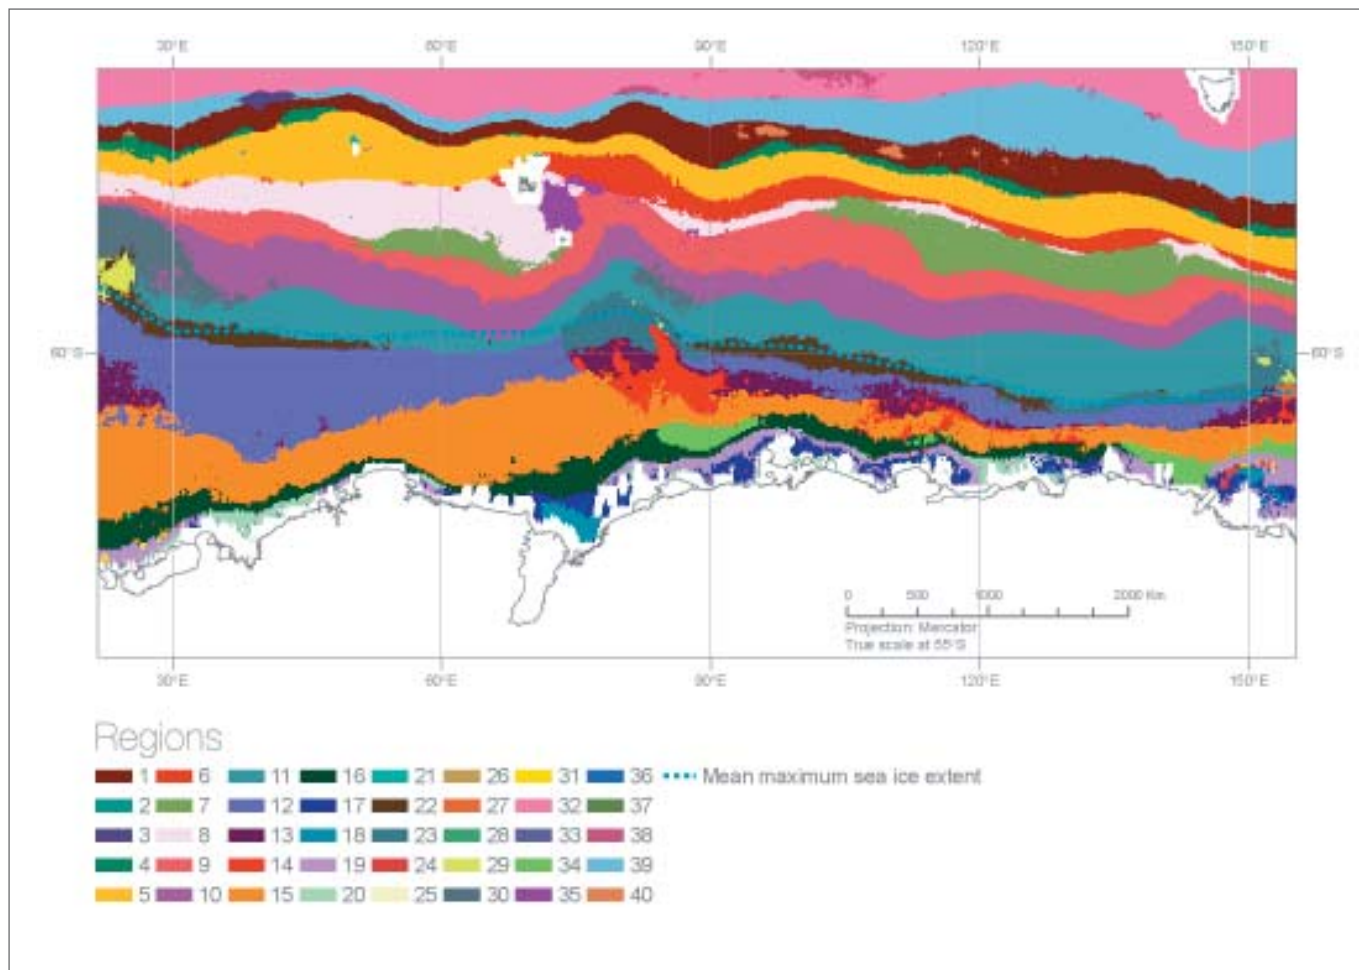 30°E 60°E 90°E 120°E 150°E
60°S 60°S
0 500 1000 2000 Km
Projection: Mercator
True scale at 55°S
30°E 60°E 90°E 120°E 150°E
Regions
1 6 11 16 21 26 31 36 Mean maximum sea ice extent
2 7 12 17 22 27 32 37
3 8 13 18 23 28 33 38
4 9 14 19 24 29 34 39
5 10 15 20 25 30 35 40